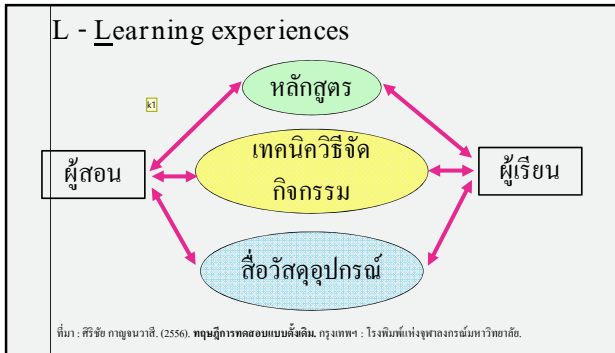 L - Learning experiences
หลักสูตร
k1
เทคนิควิธีจัด
กิจกรรม
ผู้สอน
ผู้เรียน
สื่อวัสดุอุปกรณ์
ที่มา : ศิริชัย กาญจนวาสี. (2556). ทฤษฎีการทดสอบแบบดั้งเดิม. กรุงเทพฯ : โรงพิมพ์แห่งจุฬาลงกรณ์มหาวิทยาลัย.